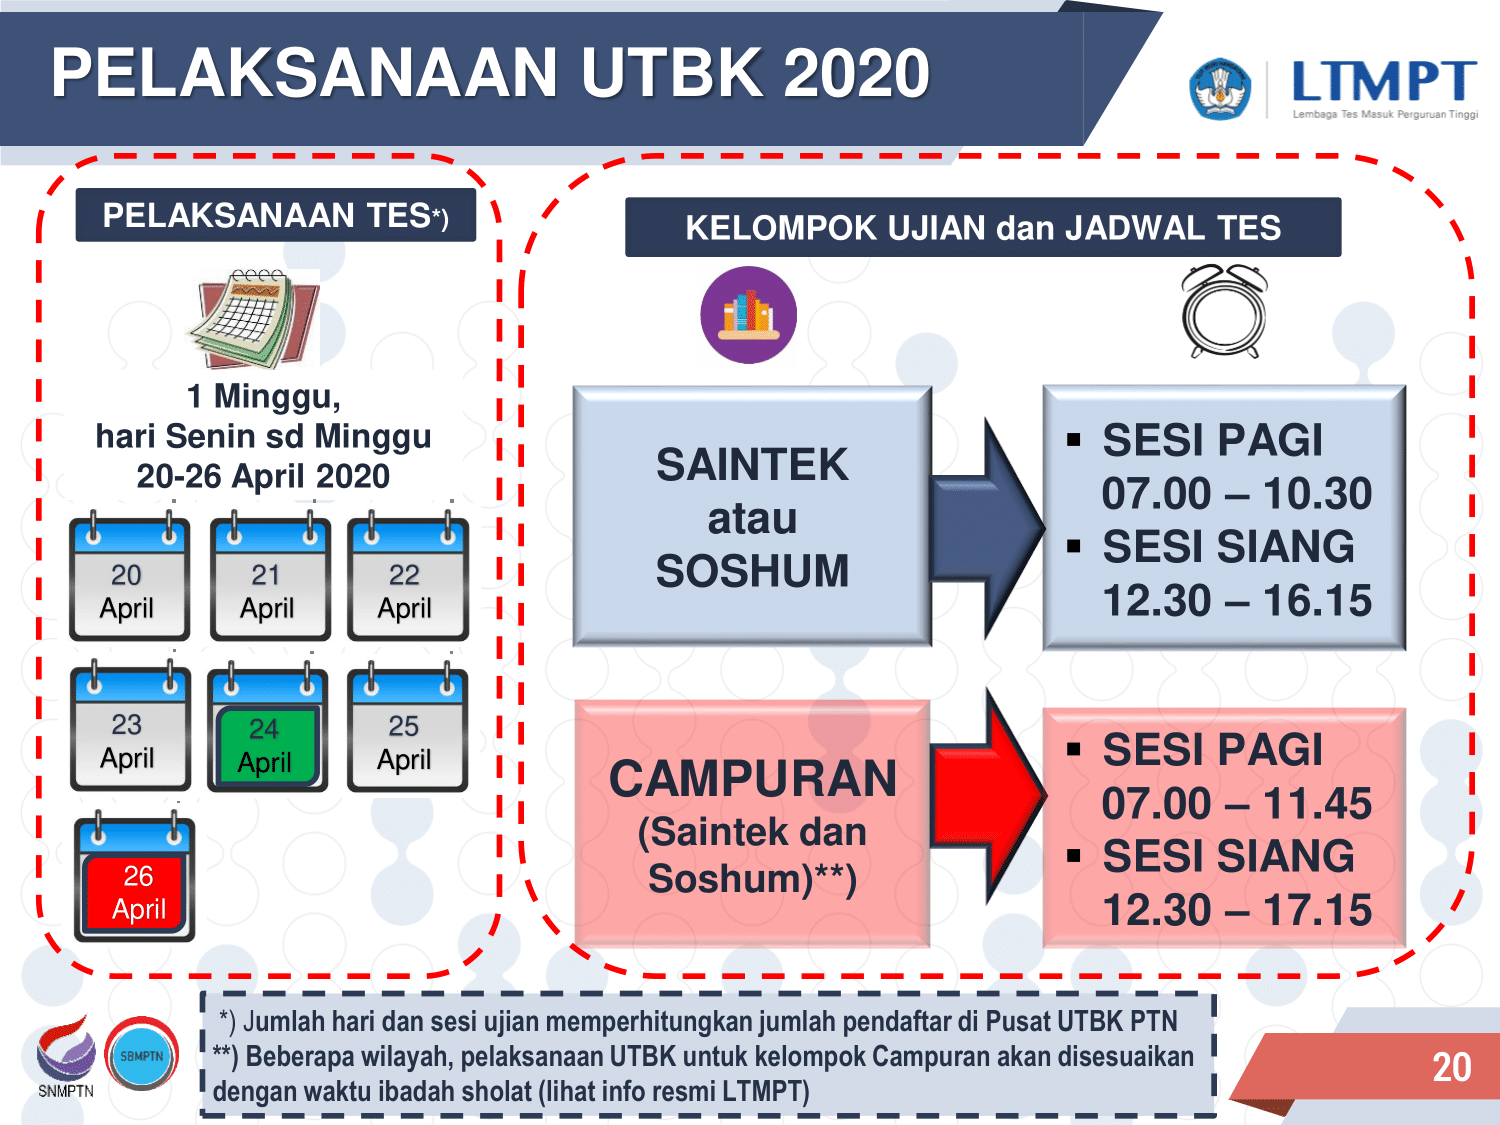 PELAKSANAAN UTBK 2020
LTMPT
Lembaga Tes Masuk Perguruan Tinggi
PELAKSANAAN TES*)
1 Minggu,
hari Senin sd Minggu
20-26 April 2020
20
April
21
April
22
April
23
April
24
April
25
April
26
April
KELOMPOK UJIAN dan JADWAL TES
SAINTEK
atau
SOSHUM
▪ SESI PAGI
07.00 – 10.30
▪ SESI SIANG
12.30 – 16.15
CAMPURAN
(Saintek dan
Soshum)**)
▪ SESI PAGI
07.00 – 11.45
▪ SESI SIANG
12.30 – 17.15
SNMPTN
SBMPTN
*) Jumlah hari dan sesi ujian memperhitungkan jumlah pendaftar di Pusat UTBK PTN
**) Beberapa wilayah, pelaksanaan UTBK untuk kelompok Campuran akan disesuaikan
dengan waktu ibadah sholat (lihat info resmi LTMPT)
20